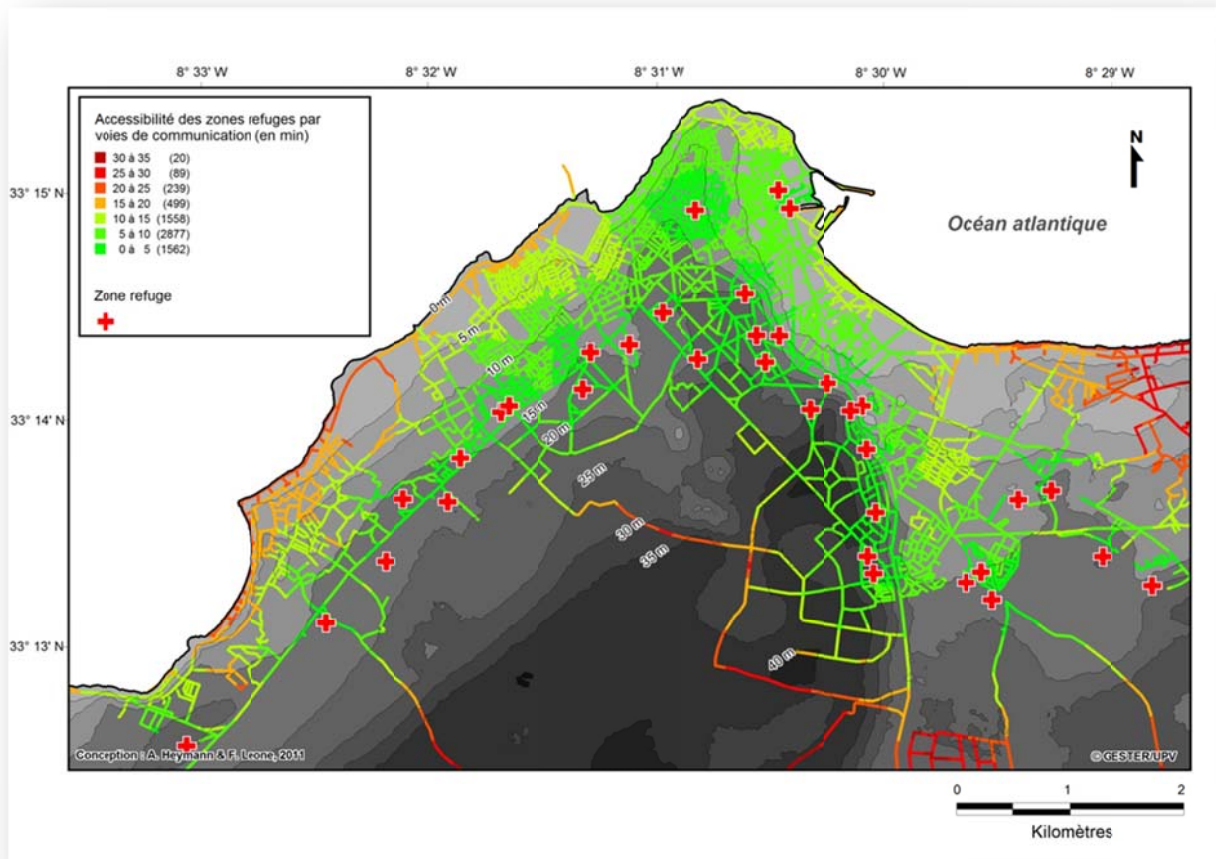 8° 33' W
8° 32' W
8° 31' W
8° 30' W
8° 29' W
Accessibilité des zones refuges par
voies de communication (en min)
30 à 35 (20)
25 à 30 (89)
20 à 25 (239)
15 à 20 (499)
10 à 15 (1558)
5 à 10 (2877)
0 à 5 (1562)
Zone refuge
N
33° 15' N
Océan atlantique
0 m
5 m
10 m
33° 14' N
15 m
20 m
25 m
30 m
35 m
33° 13' N
40 m
Conception : A. Heymann & F. Leone, 2011
© GESTER/UPV
0 1 2
Kilomètres